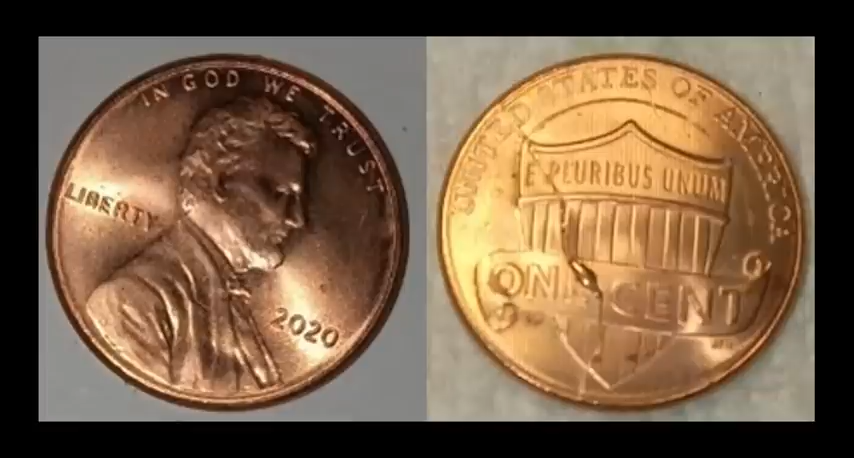 IN GOD WE TRUST
LIBERTY
2020
UNITED STATES OF AMERICA
E PLURIBUS UNUM
ONE CENT